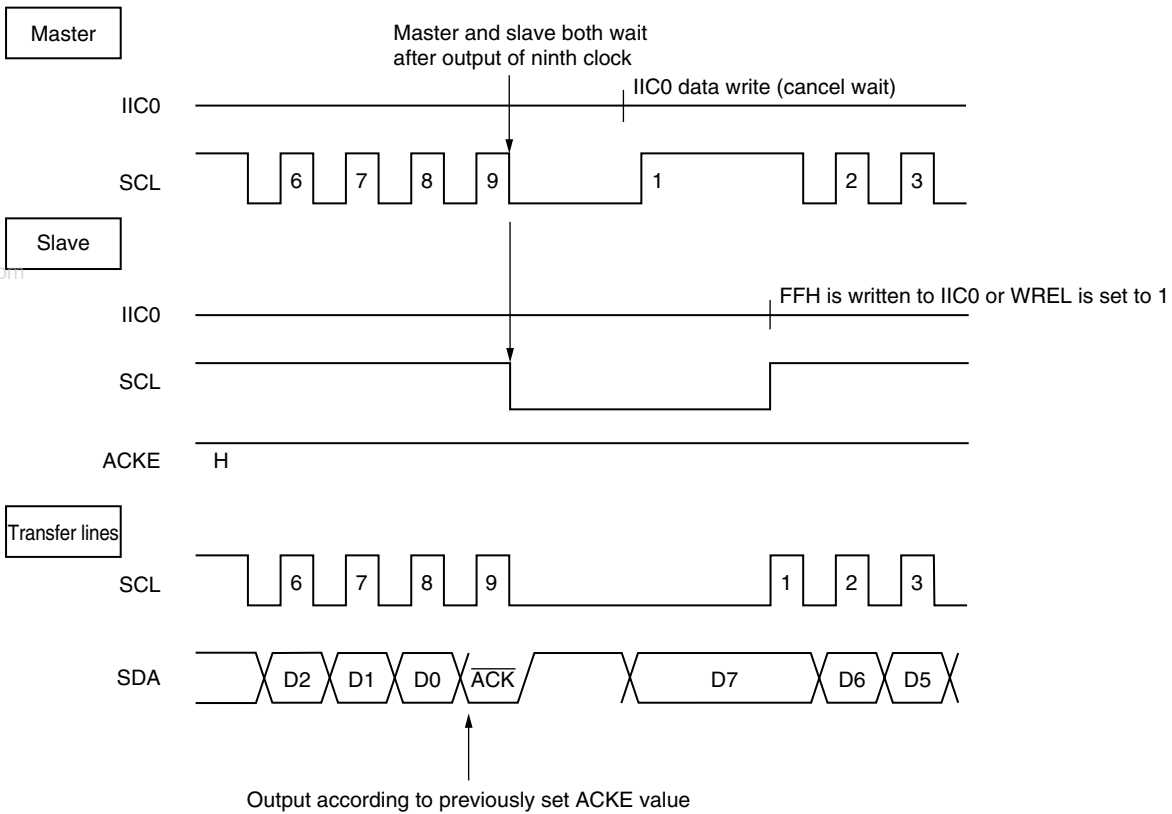 Master
Master and slave both wait
after output of ninth clock
IIC0 data write (cancel wait)
IIC0
SCL 6 7 8 9 1 2 3
Slave
om
FFH is written to IIC0 or WREL is set to 1
IIC0
SCL
ACKE H
Transfer lines
SCL 6 7 8 9 1 2 3
SDA D2 D1 D0 ACK D7 D6 D5
Output according to previously set ACKE value